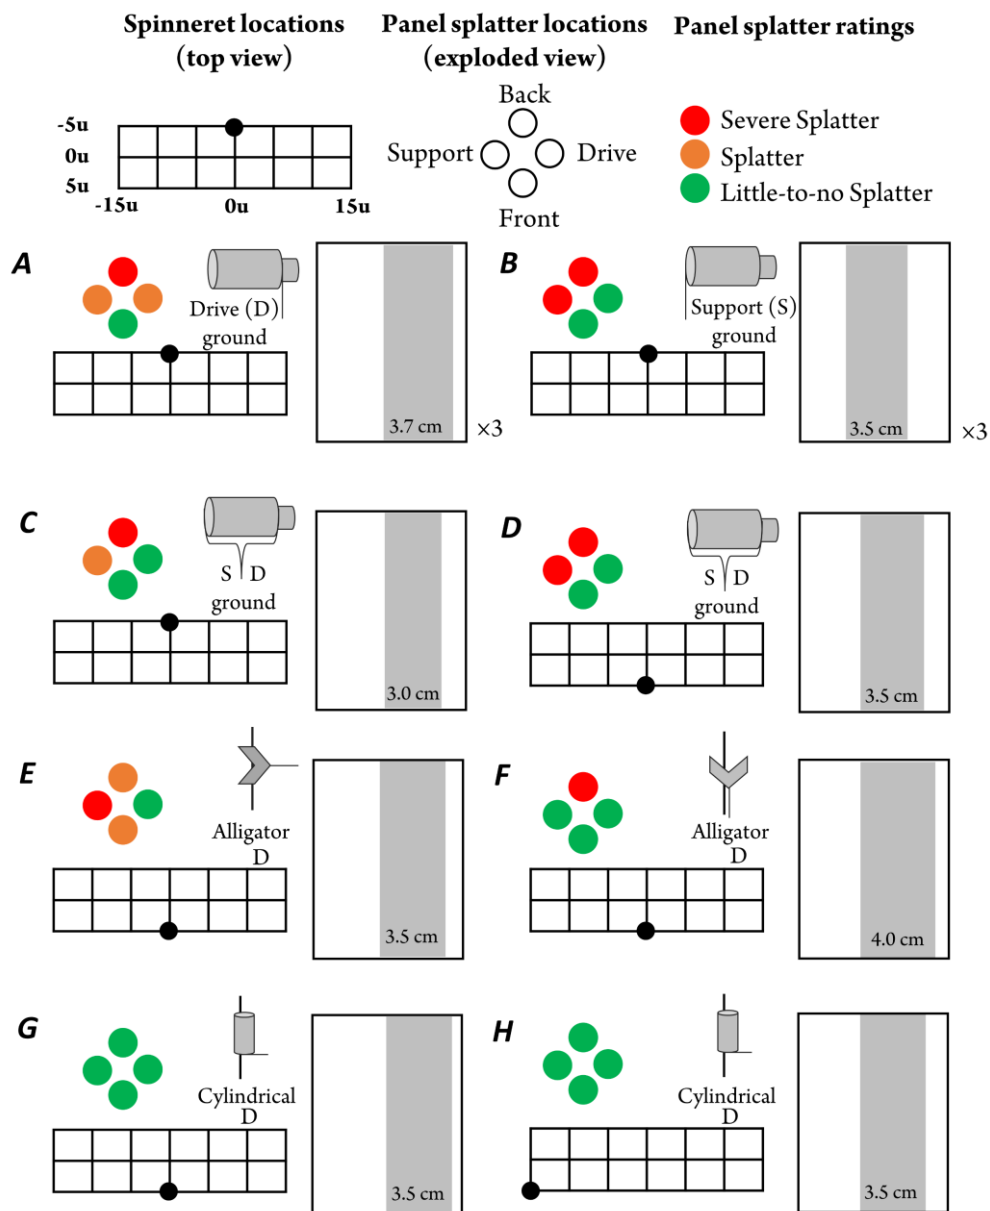 Spinneret locations
(top view)
Panel splatter locations
(exploded view)
Panel splatter ratings
-5u
0u
5u
-15u
0u
15u
Back
Support
Drive
Front
Severe Splatter
Splatter
Little-to-no Splatter
A
Drive (D)
ground
3.7 cm
×3
B
Support (S)
ground
3.5 cm
×3
C
S D
ground
3.0 cm
D
S D
ground
3.5 cm
E
Alligator
D
3.5 cm
F
Alligator
D
4.0 cm
G
Cylindrical
D
3.5 cm
H
Cylindrical
D
3.5 cm